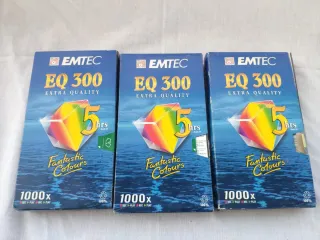 EMTEC
EQ 300
EXTRA QUALITY
5
Fantastic
Colours
1000x
EMTEC
EQ 300
EXTRA QUALITY
5
Fantastic
Colours
1000x
EMTEC
EQ 300
EXTRA QUALITY
5 HRS
Fantastic
Colours
1000x